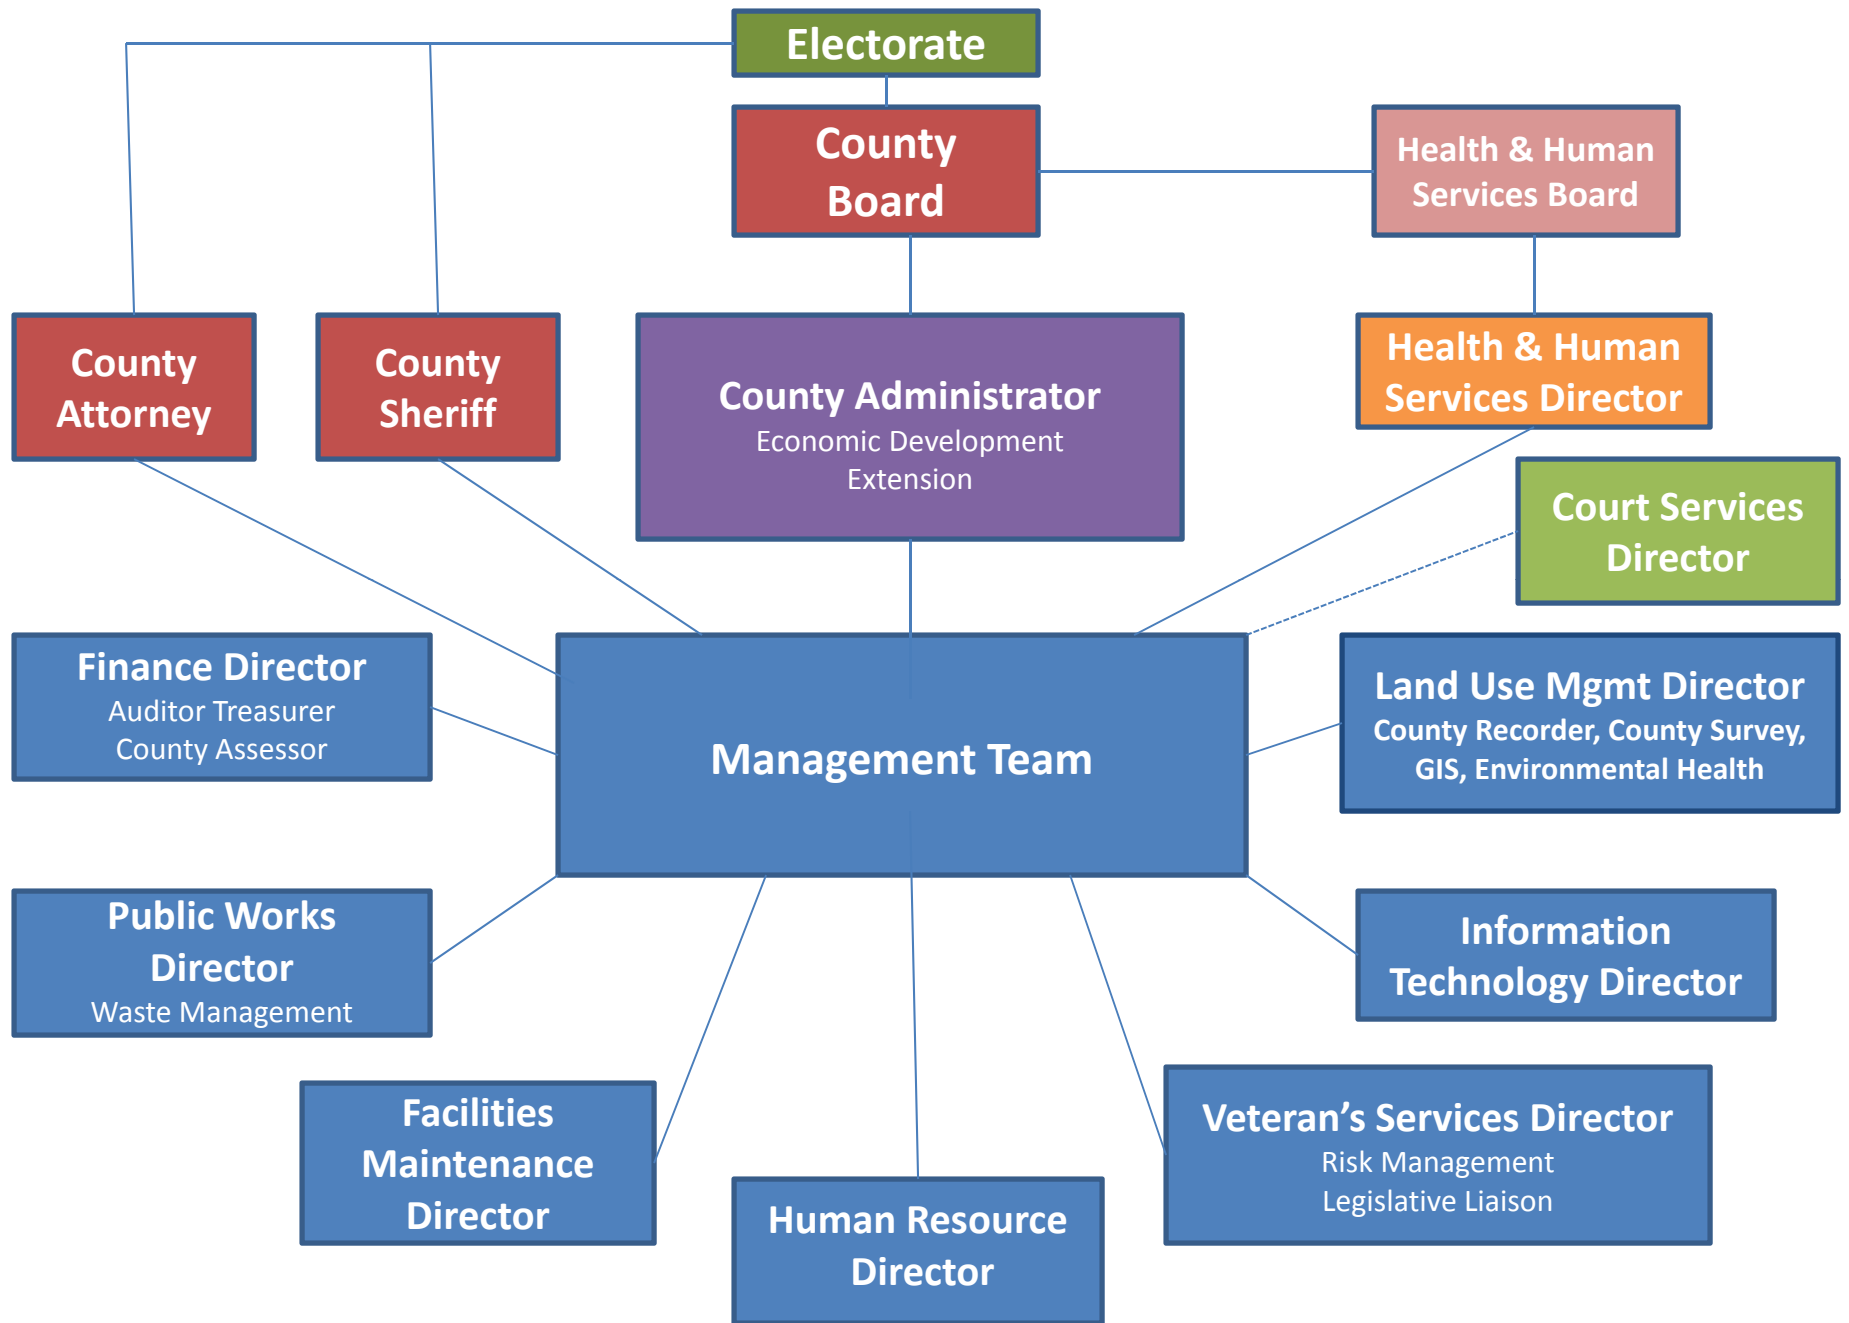 Electorate
County
Board
Health & Human
Services Board
County
Attorney
County
Sheriff
County Administrator
Economic Development
Extension
Health & Human
Services Director
Court Services
Director
Finance Director
Auditor Treasurer
County Assessor
Management Team
Land Use Mgmt Director
County Recorder, County Survey,
GIS, Environmental Health
Public Works
Director
Waste Management
Information
Technology Director
Facilities
Maintenance
Director
Human Resource
Director
Veteran’s Services Director
Risk Management
Legislative Liaison